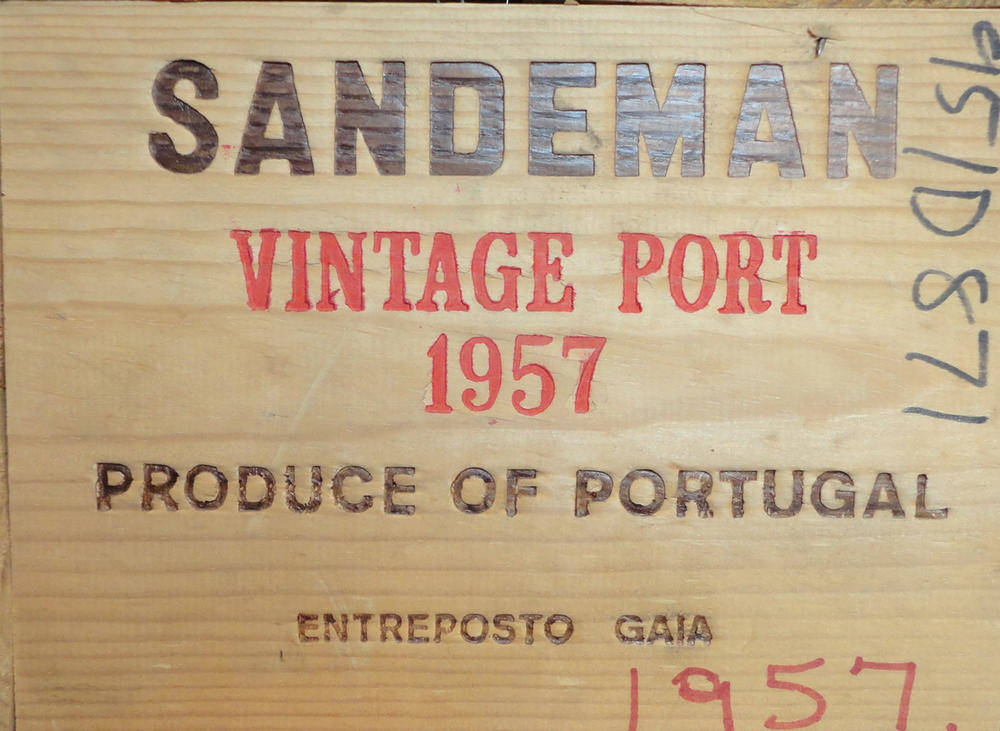 SANDEMAN
VINTAGE PORT
1957
PRODUCE OF PORTUGAL
ENTREPOSTO GAIA
1957.